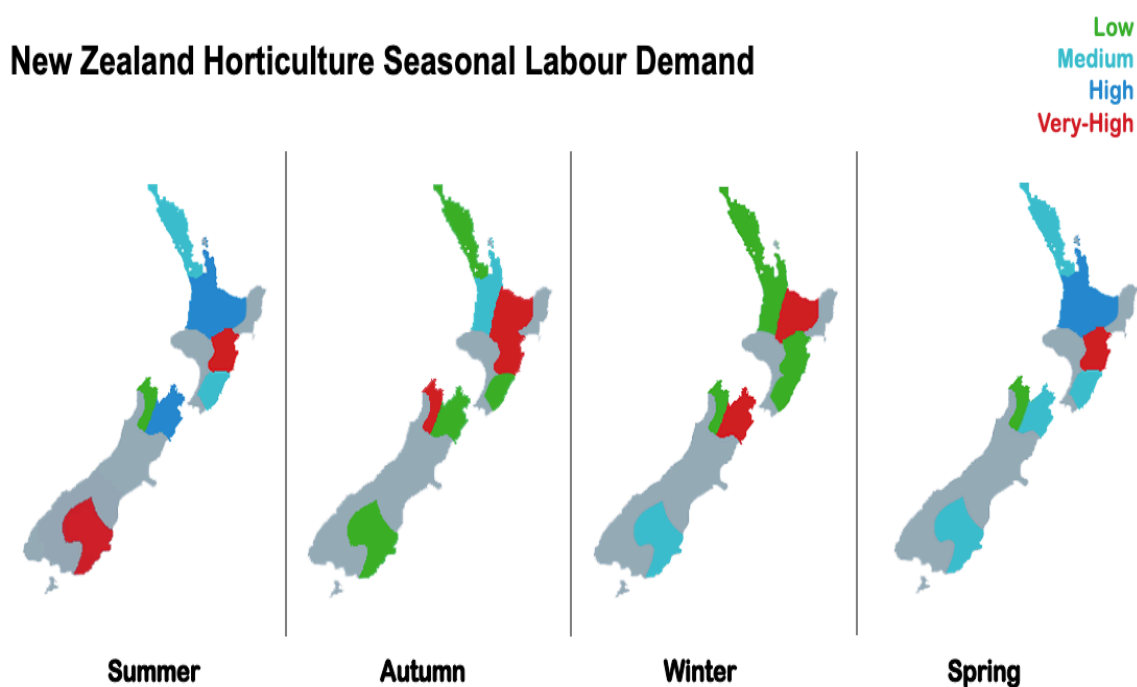 New Zealand Horticulture Seasonal Labour Demand
Low
Medium
High
Very-High
Summer
Autumn
Winter
Spring